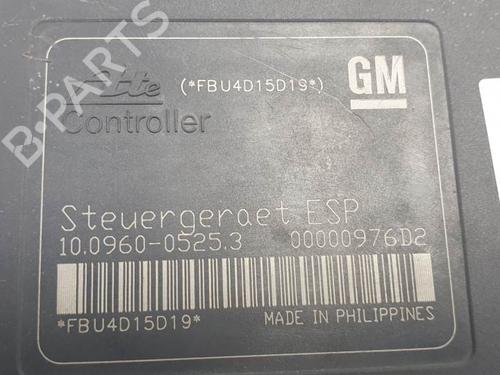 Ate (*FBU4D15D19*) GM
Controller
Steuergeraet ESP
10.0960-0525.3 00000976D2
*FBU4D15D19* MADE IN PHILIPPINES
B-PARTS